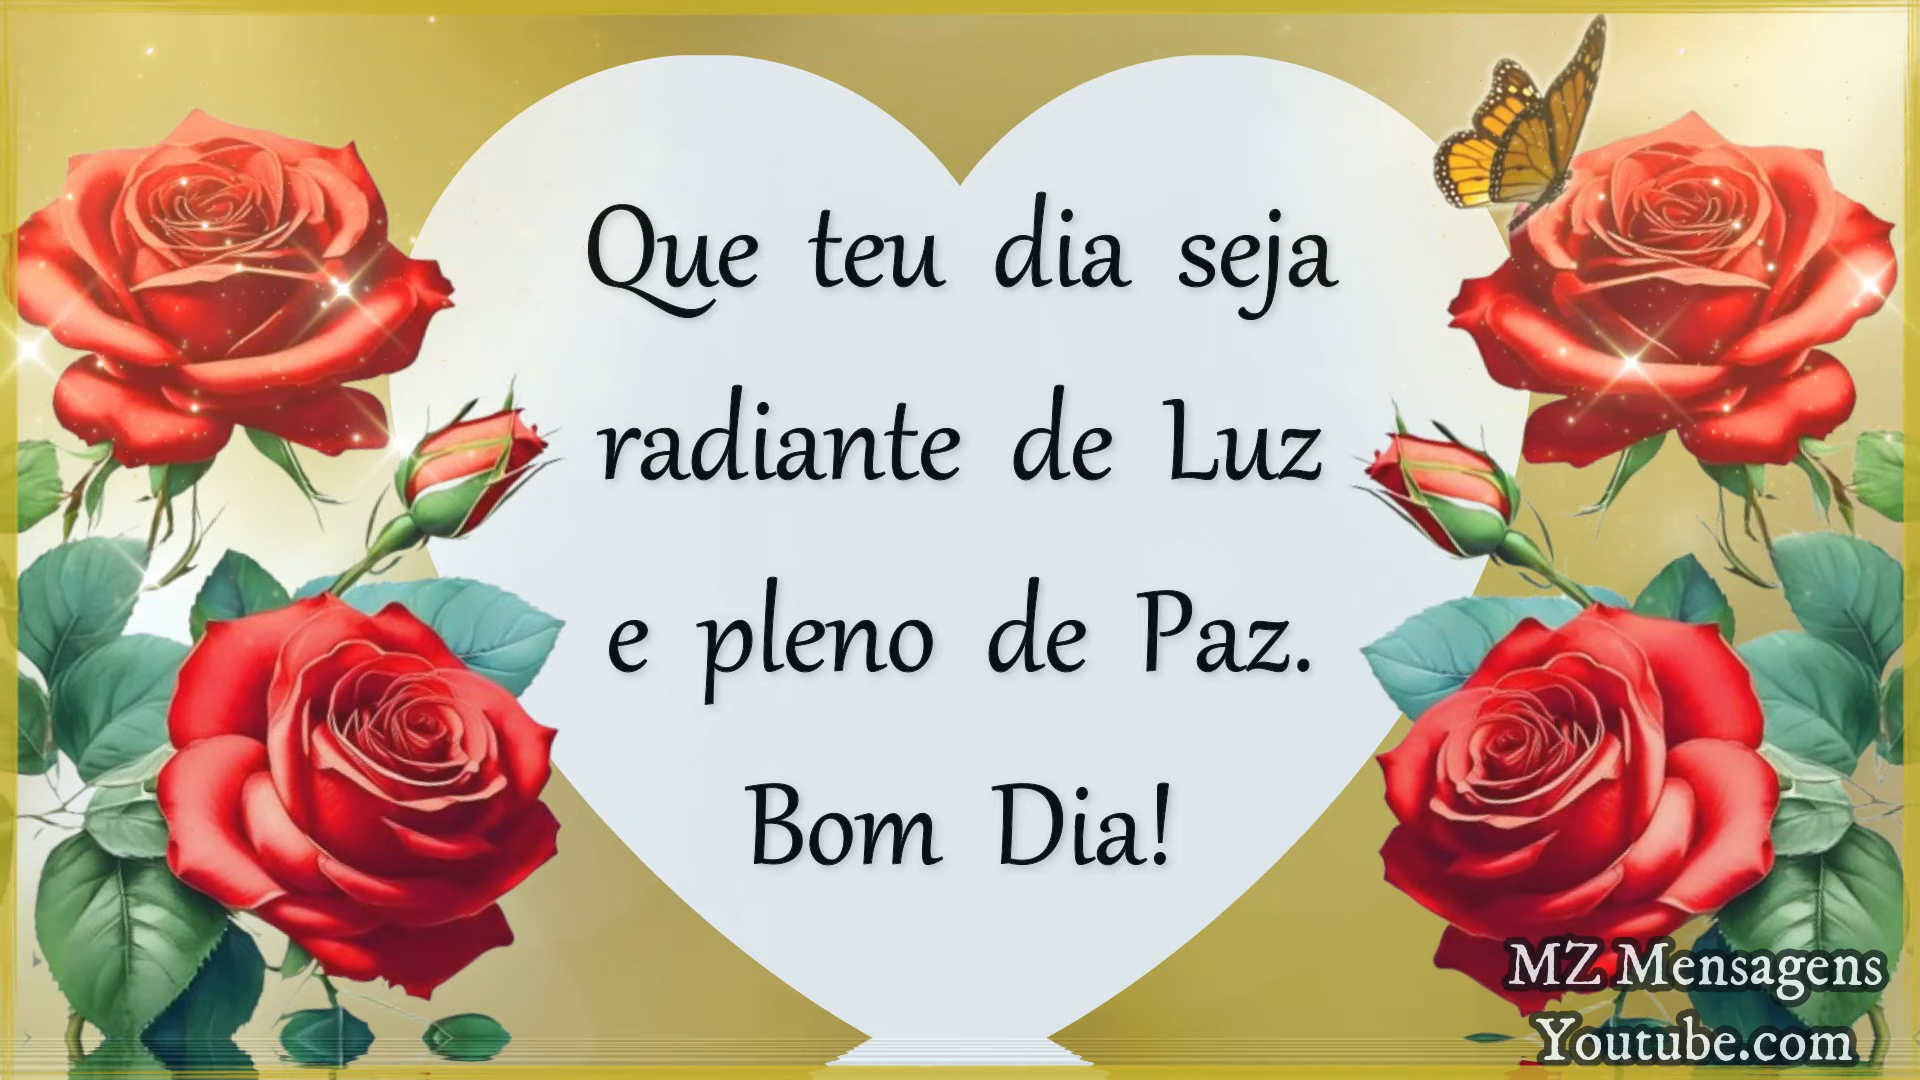 Que teu dia seja
radiante de Luz
e pleno de Paz.
Bom Dia!
MZ Mensagens
Youtube.com